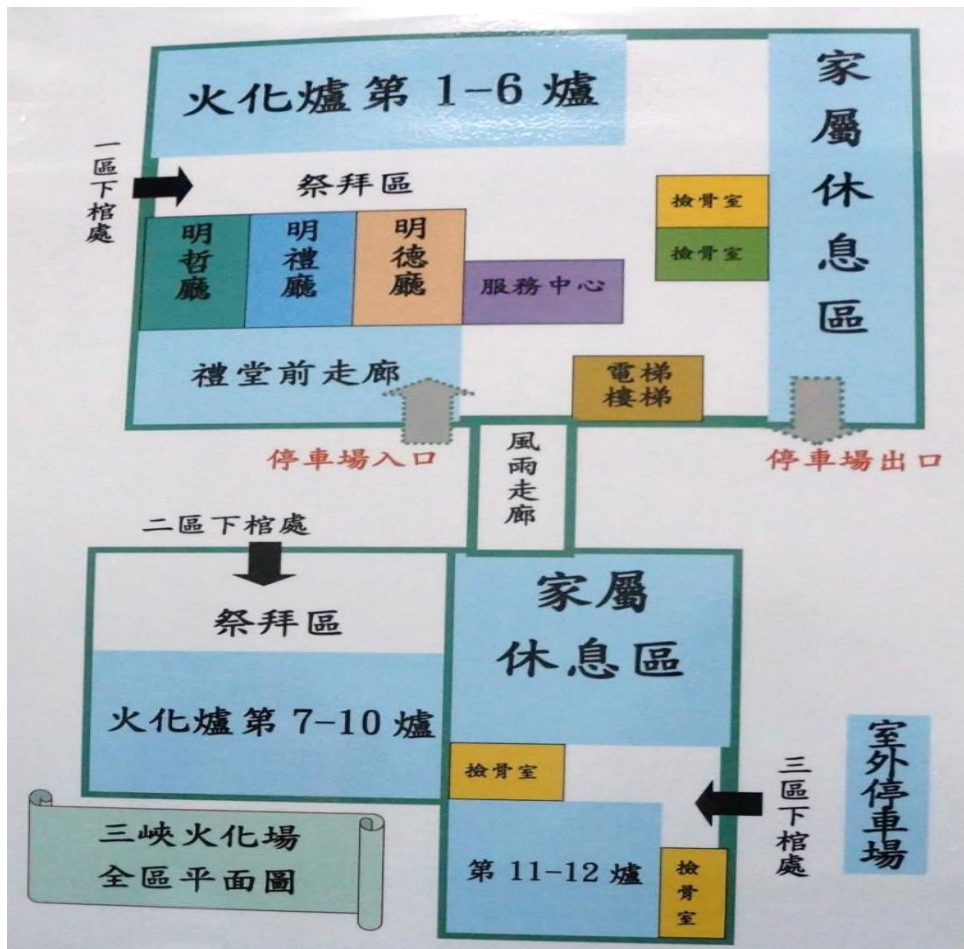 火化爐第 1-6 爐
家屬休息區
一區下棺處
祭拜區
撿骨室
撿骨室
明哲廳
明禮廳
明德廳
服務中心
禮堂前走廊
電梯
樓梯
停車場入口
風雨走廊
停車場出口
二區下棺處
祭拜區
家屬
休息區
火化爐第 7-10 爐
撿骨室
三區下棺處
室外停車場
第 11-12 爐
撿骨室
三峽火化場
全區平面圖